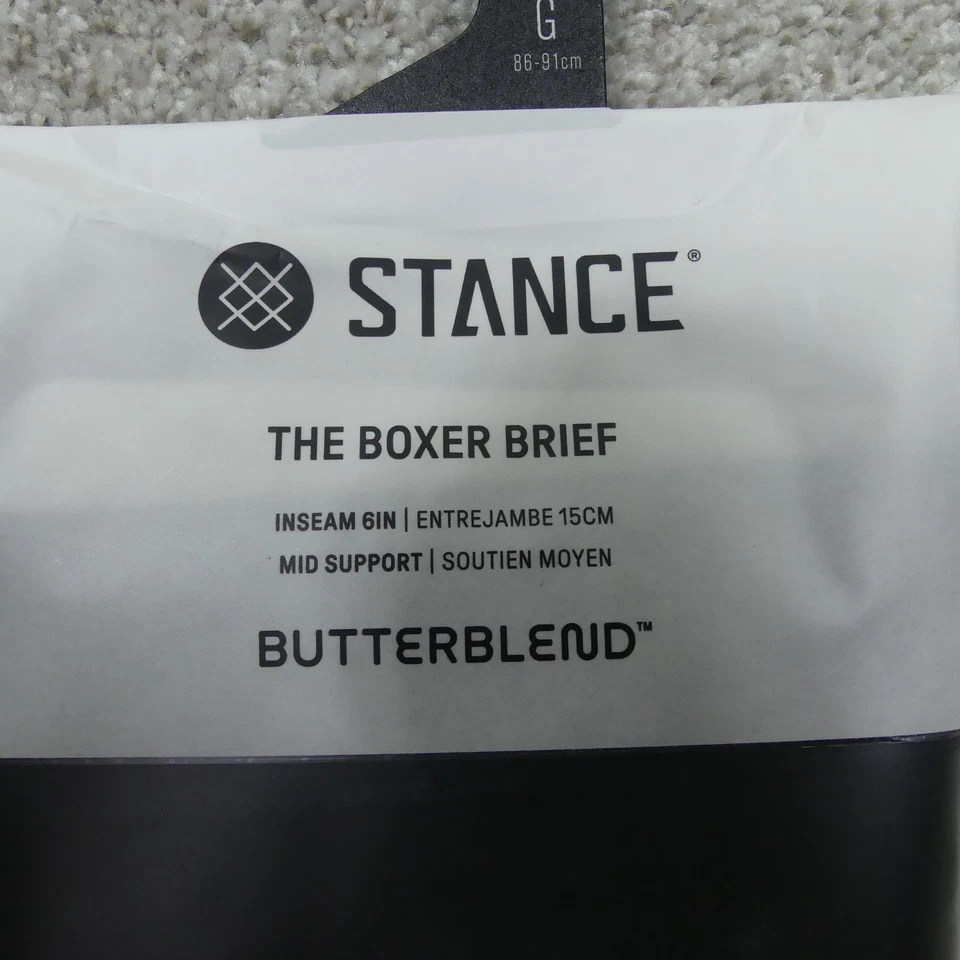 G
86-91cm
STANCE®
THE BOXER BRIEF
INSEAM 6IN | ENTREJAMBE 15CM
MID SUPPORT | SOUTIEN MOYEN
BUTTERBLEND™